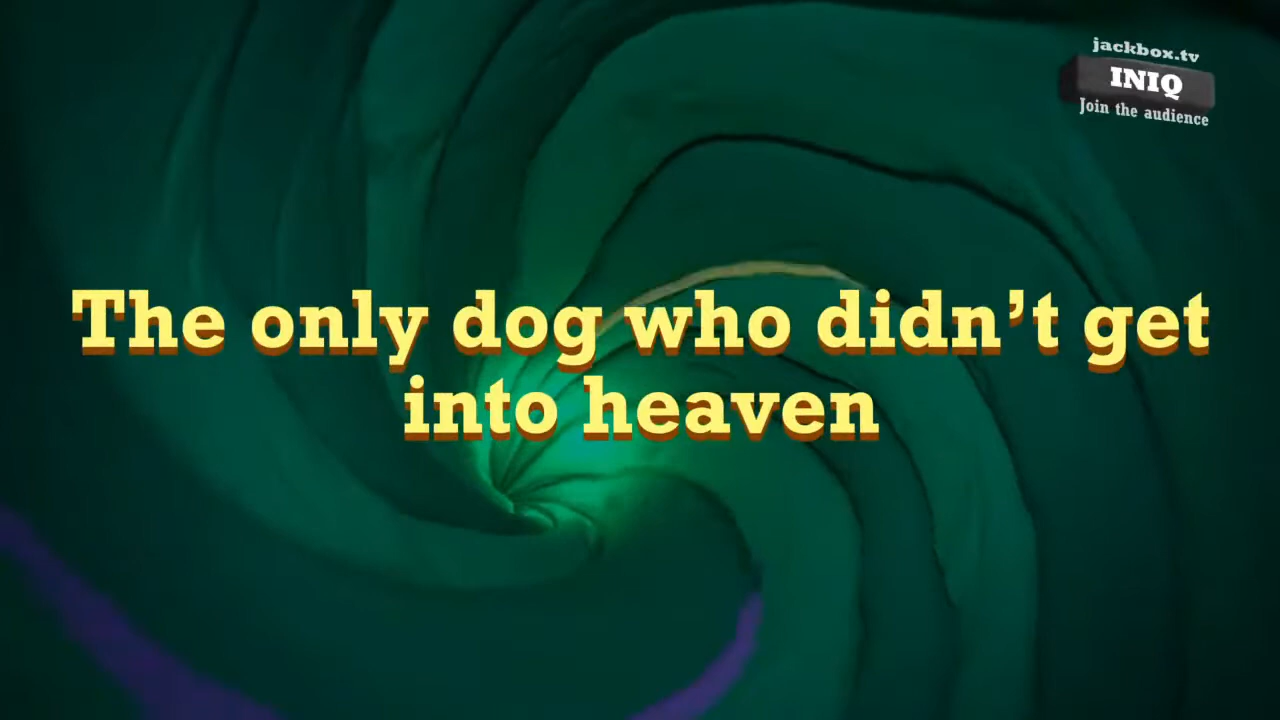 jackbox.tv
INIQ
Join the audience
The only dog who didn’t get
into heaven